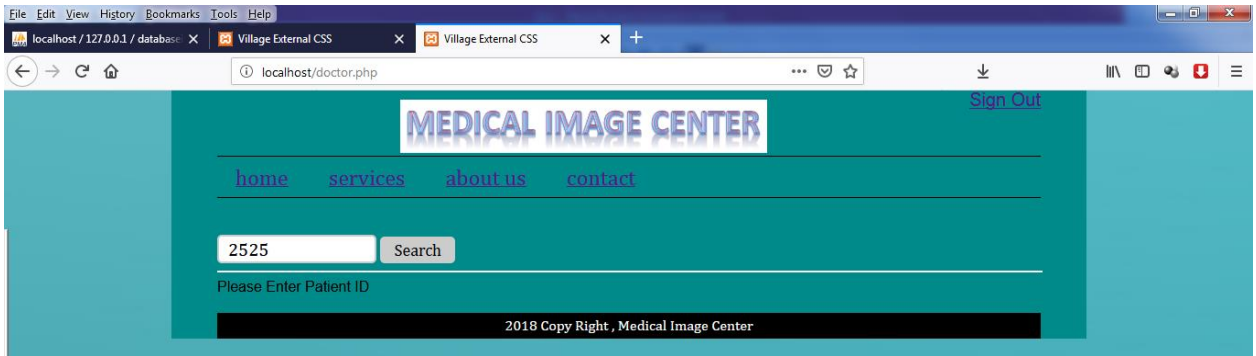 File Edit View History Bookmarks Tools Help
localhost / 127.0.0.1 / database Village External CSS Village External CSS
localhost/doctor.php
Sign Out
MEDICAL IMAGE CENTER
home services about us contact
2525 Search
Please Enter Patient ID
2018 Copy Right , Medical Image Center